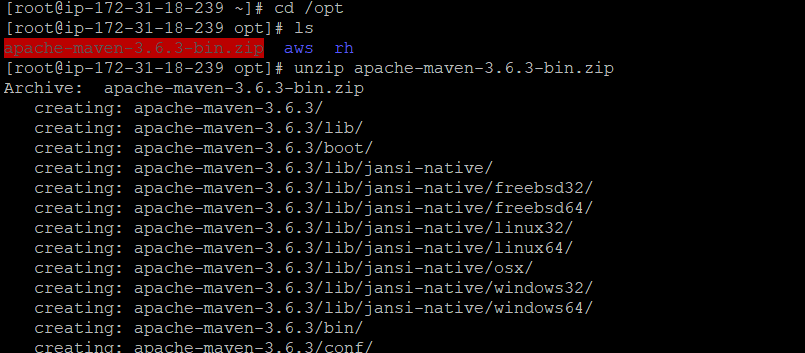 [root@ip-172-31-18-239 ~]# cd /opt
[root@ip-172-31-18-239 opt]# ls
apache-maven-3.6.3-bin.zip  aws  rh
[root@ip-172-31-18-239 opt]# unzip apache-maven-3.6.3-bin.zip
Archive:  apache-maven-3.6.3-bin.zip
   creating: apache-maven-3.6.3/
   creating: apache-maven-3.6.3/lib/
   creating: apache-maven-3.6.3/boot/
   creating: apache-maven-3.6.3/lib/jansi-native/
   creating: apache-maven-3.6.3/lib/jansi-native/freebsd32/
   creating: apache-maven-3.6.3/lib/jansi-native/freebsd64/
   creating: apache-maven-3.6.3/lib/jansi-native/linux32/
   creating: apache-maven-3.6.3/lib/jansi-native/linux64/
   creating: apache-maven-3.6.3/lib/jansi-native/osx/
   creating: apache-maven-3.6.3/lib/jansi-native/windows32/
   creating: apache-maven-3.6.3/lib/jansi-native/windows64/
   creating: apache-maven-3.6.3/bin/
   creating: apache-maven-3.6.3/conf/